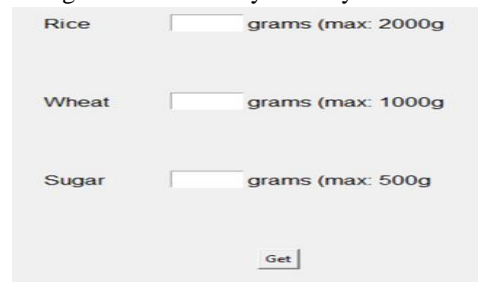 Rice grams (max: 2000g
Wheat grams (max: 1000g
Sugar grams (max: 500g
Get